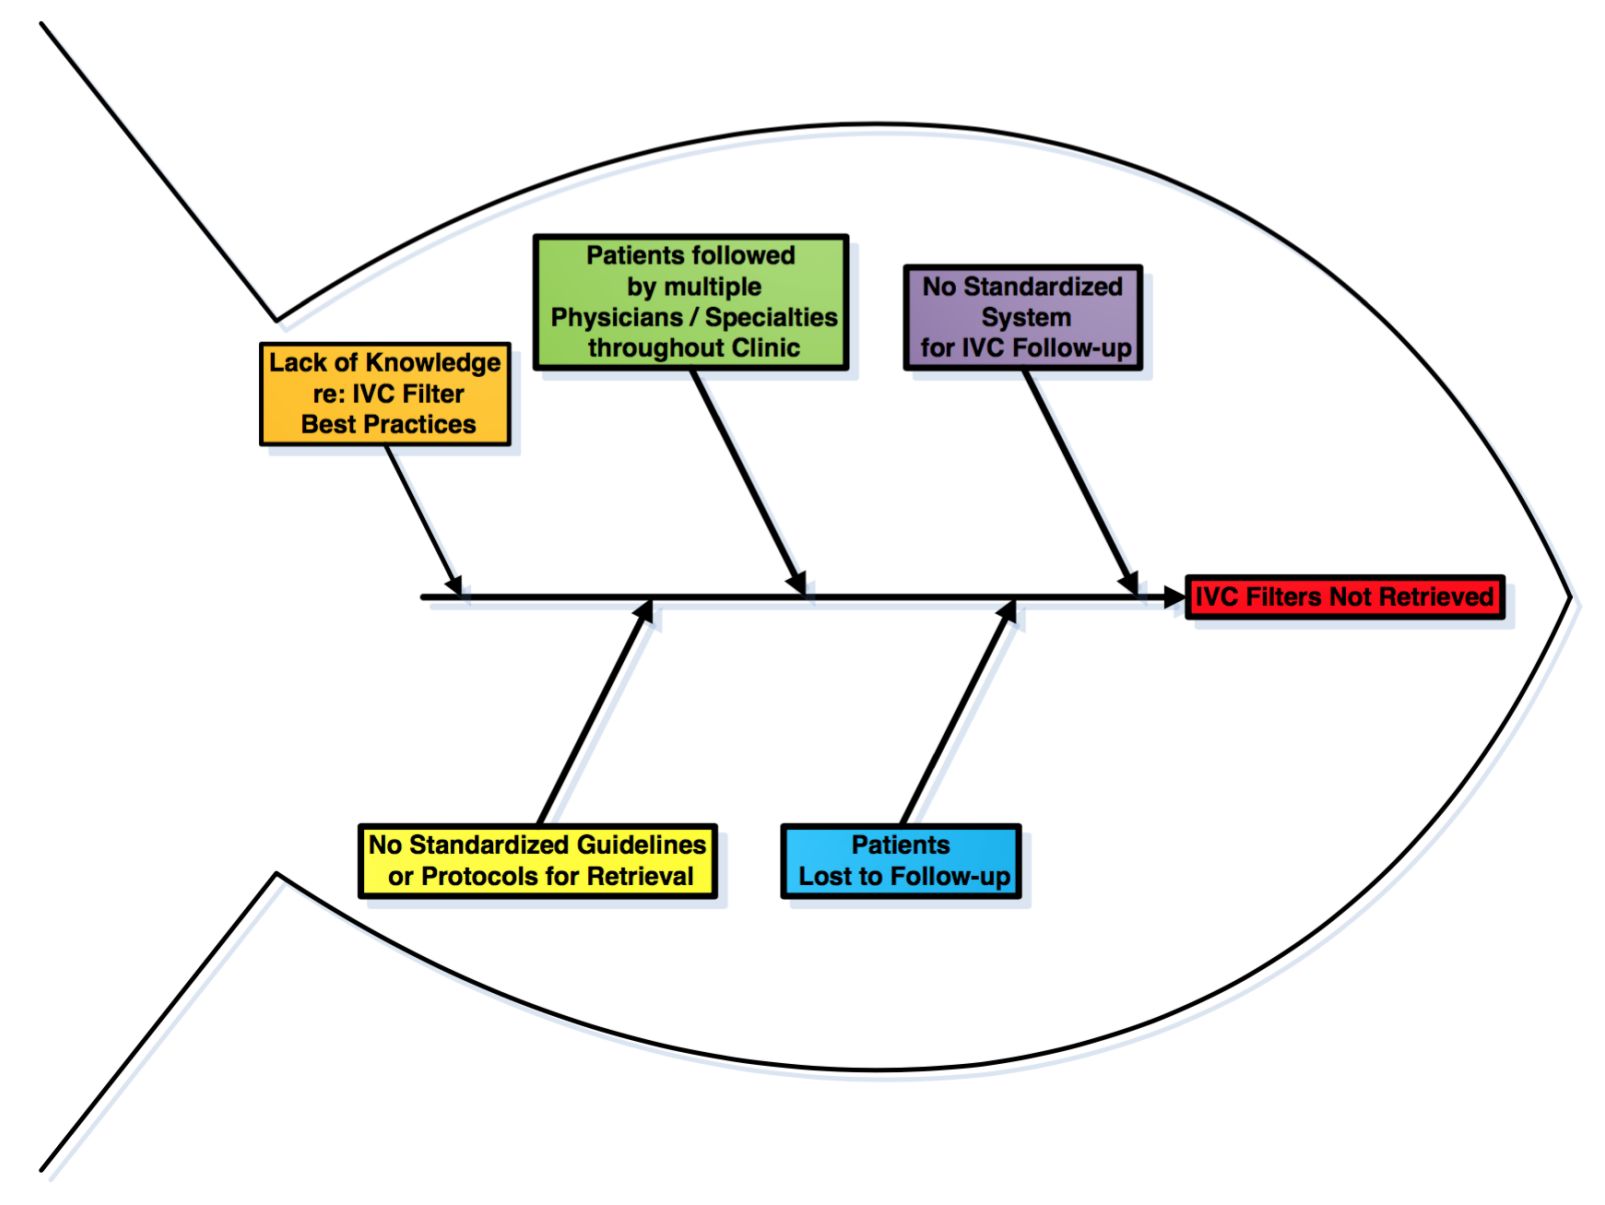 Patients followed
by multiple
Physicians / Specialties
throughout Clinic
No Standardized
System
for IVC Follow-up
Lack of Knowledge
re: IVC Filter
Best Practices
IVC Filters Not Retrieved
No Standardized Guidelines
or Protocols for Retrieval
Patients
Lost to Follow-up